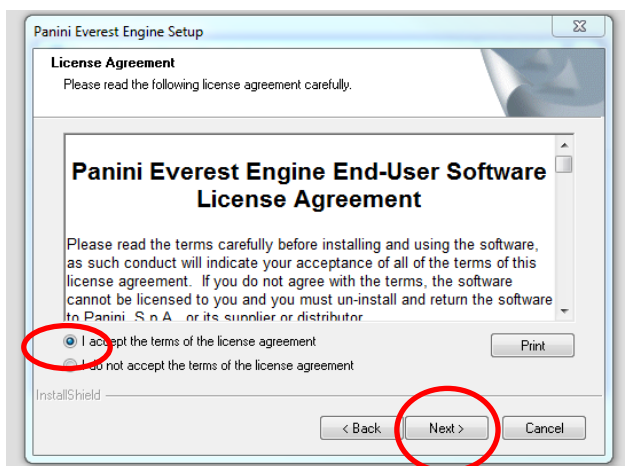 Panini Everest Engine Setup
License Agreement
Please read the following license agreement carefully.
Panini Everest Engine End-User Software
License Agreement
Please read the terms carefully before installing and using the software,
as such conduct will indicate your acceptance of all of the terms of this
license agreement. If you do not agree with the terms, the software
cannot be licensed to you and you must un-install and return the software
to Panini, S.p.A., or its supplier or distributor
I accept the terms of the license agreement
Print
I do not accept the terms of the license agreement
InstallShield
< Back
Next >
Cancel